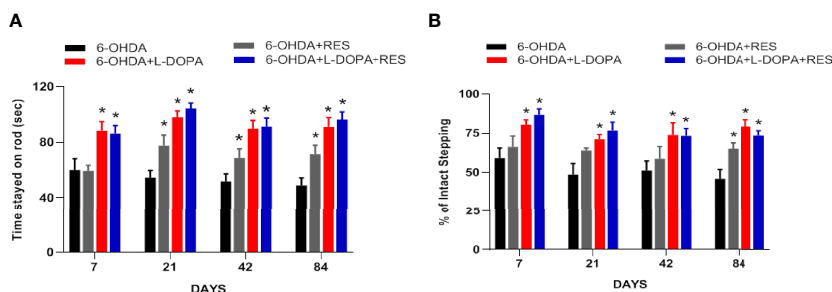 A
6-OHDA 6-OHDA+RES
6-OHDA+L-DOPA 6-OHDA+L-DOPA+RES
Time stayed on rod (sec)
120
80
40
0
* * * * * * * * * * *
7 21 42 84
DAYS
B
6-OHDA 6-OHDA+RES
6-OHDA+L-DOPA 6-OHDA+L-DOPA+RES
% of Intact Stepping
100
75
50
25
0
* * * * * * * * *
7 21 42 84
DAYS